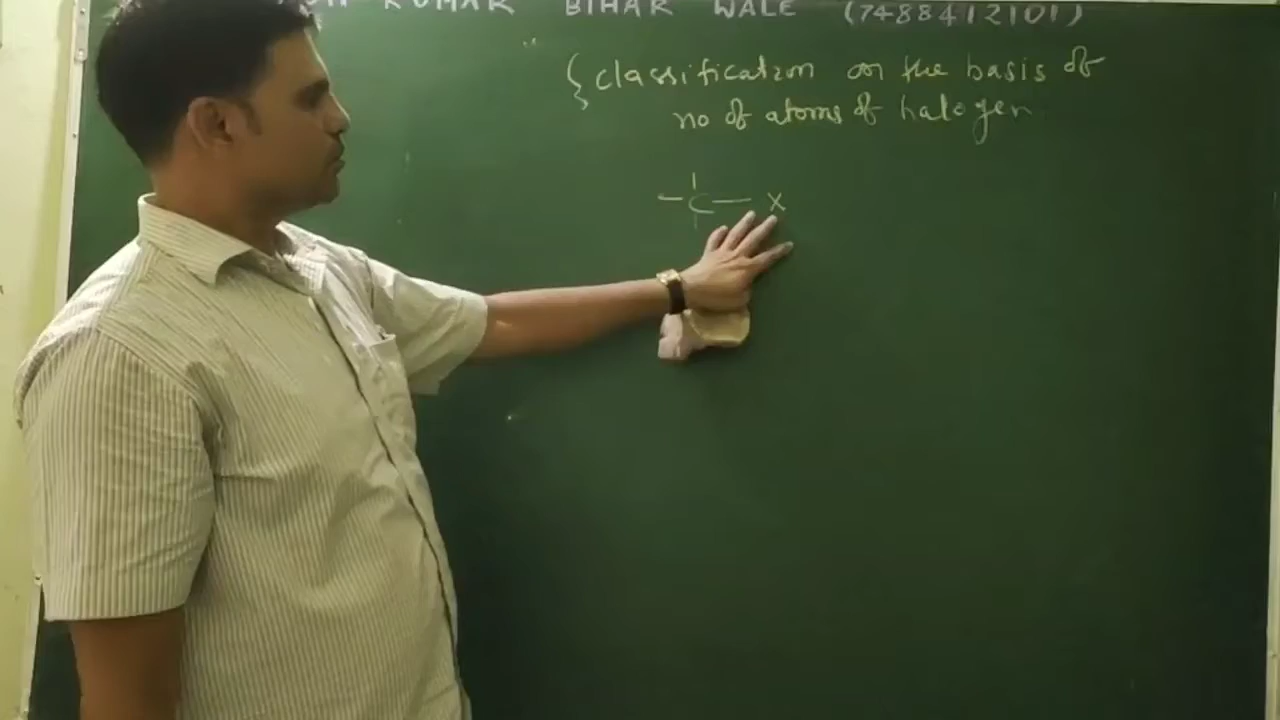 KUMAR BIHAR WALE (7488412101)
{classification on the basis of
no of atoms of halogen
-C-X